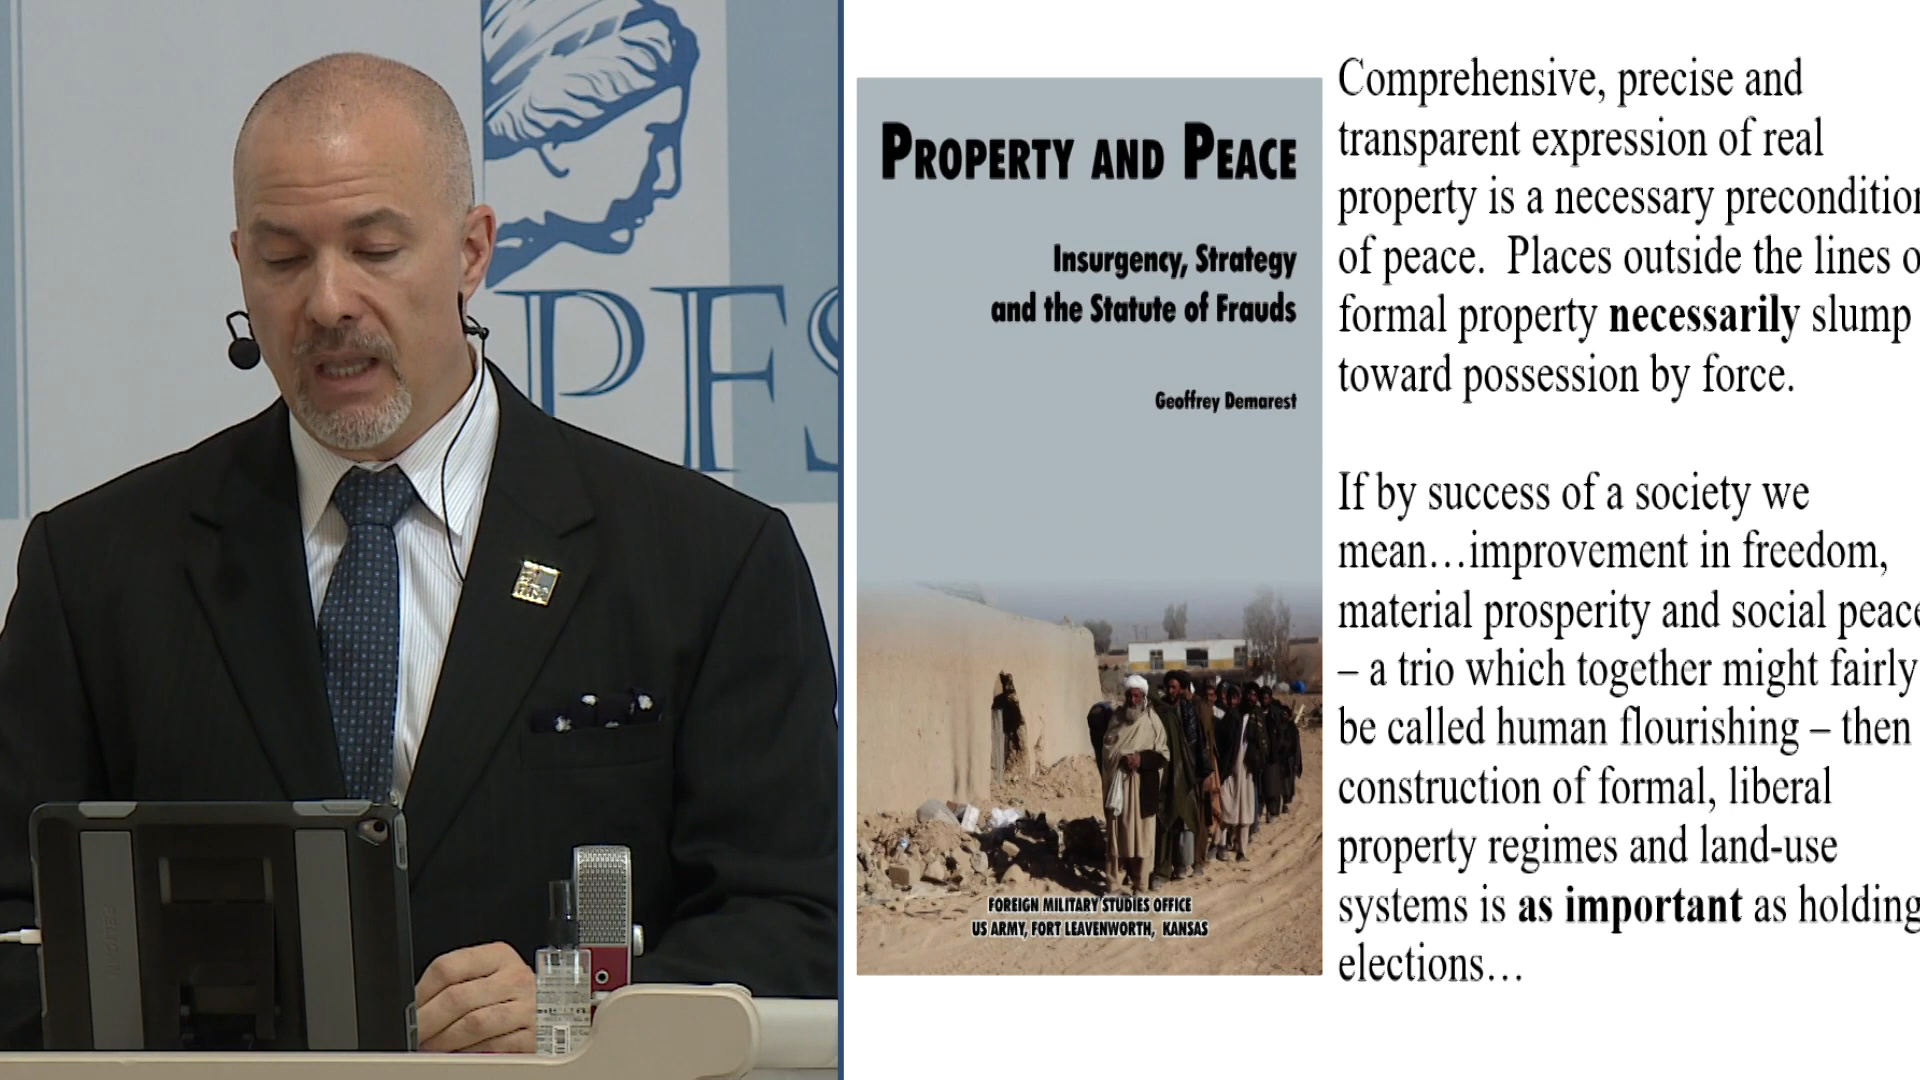 PFS
PROPERTY AND PEACE
Insurgency, Strategy
and the Statute of Frauds
Geoffrey Demarest
FOREIGN MILITARY STUDIES OFFICE
US ARMY, FORT LEAVENWORTH, KANSAS
Comprehensive, precise and
transparent expression of real
property is a necessary precondition
of peace. Places outside the lines o
formal property necessarily slump
toward possession by force.
If by success of a society we
mean…improvement in freedom,
material prosperity and social peace
– a trio which together might fairly
be called human flourishing – then
construction of formal, liberal
property regimes and land-use
systems is as important as holding
elections…